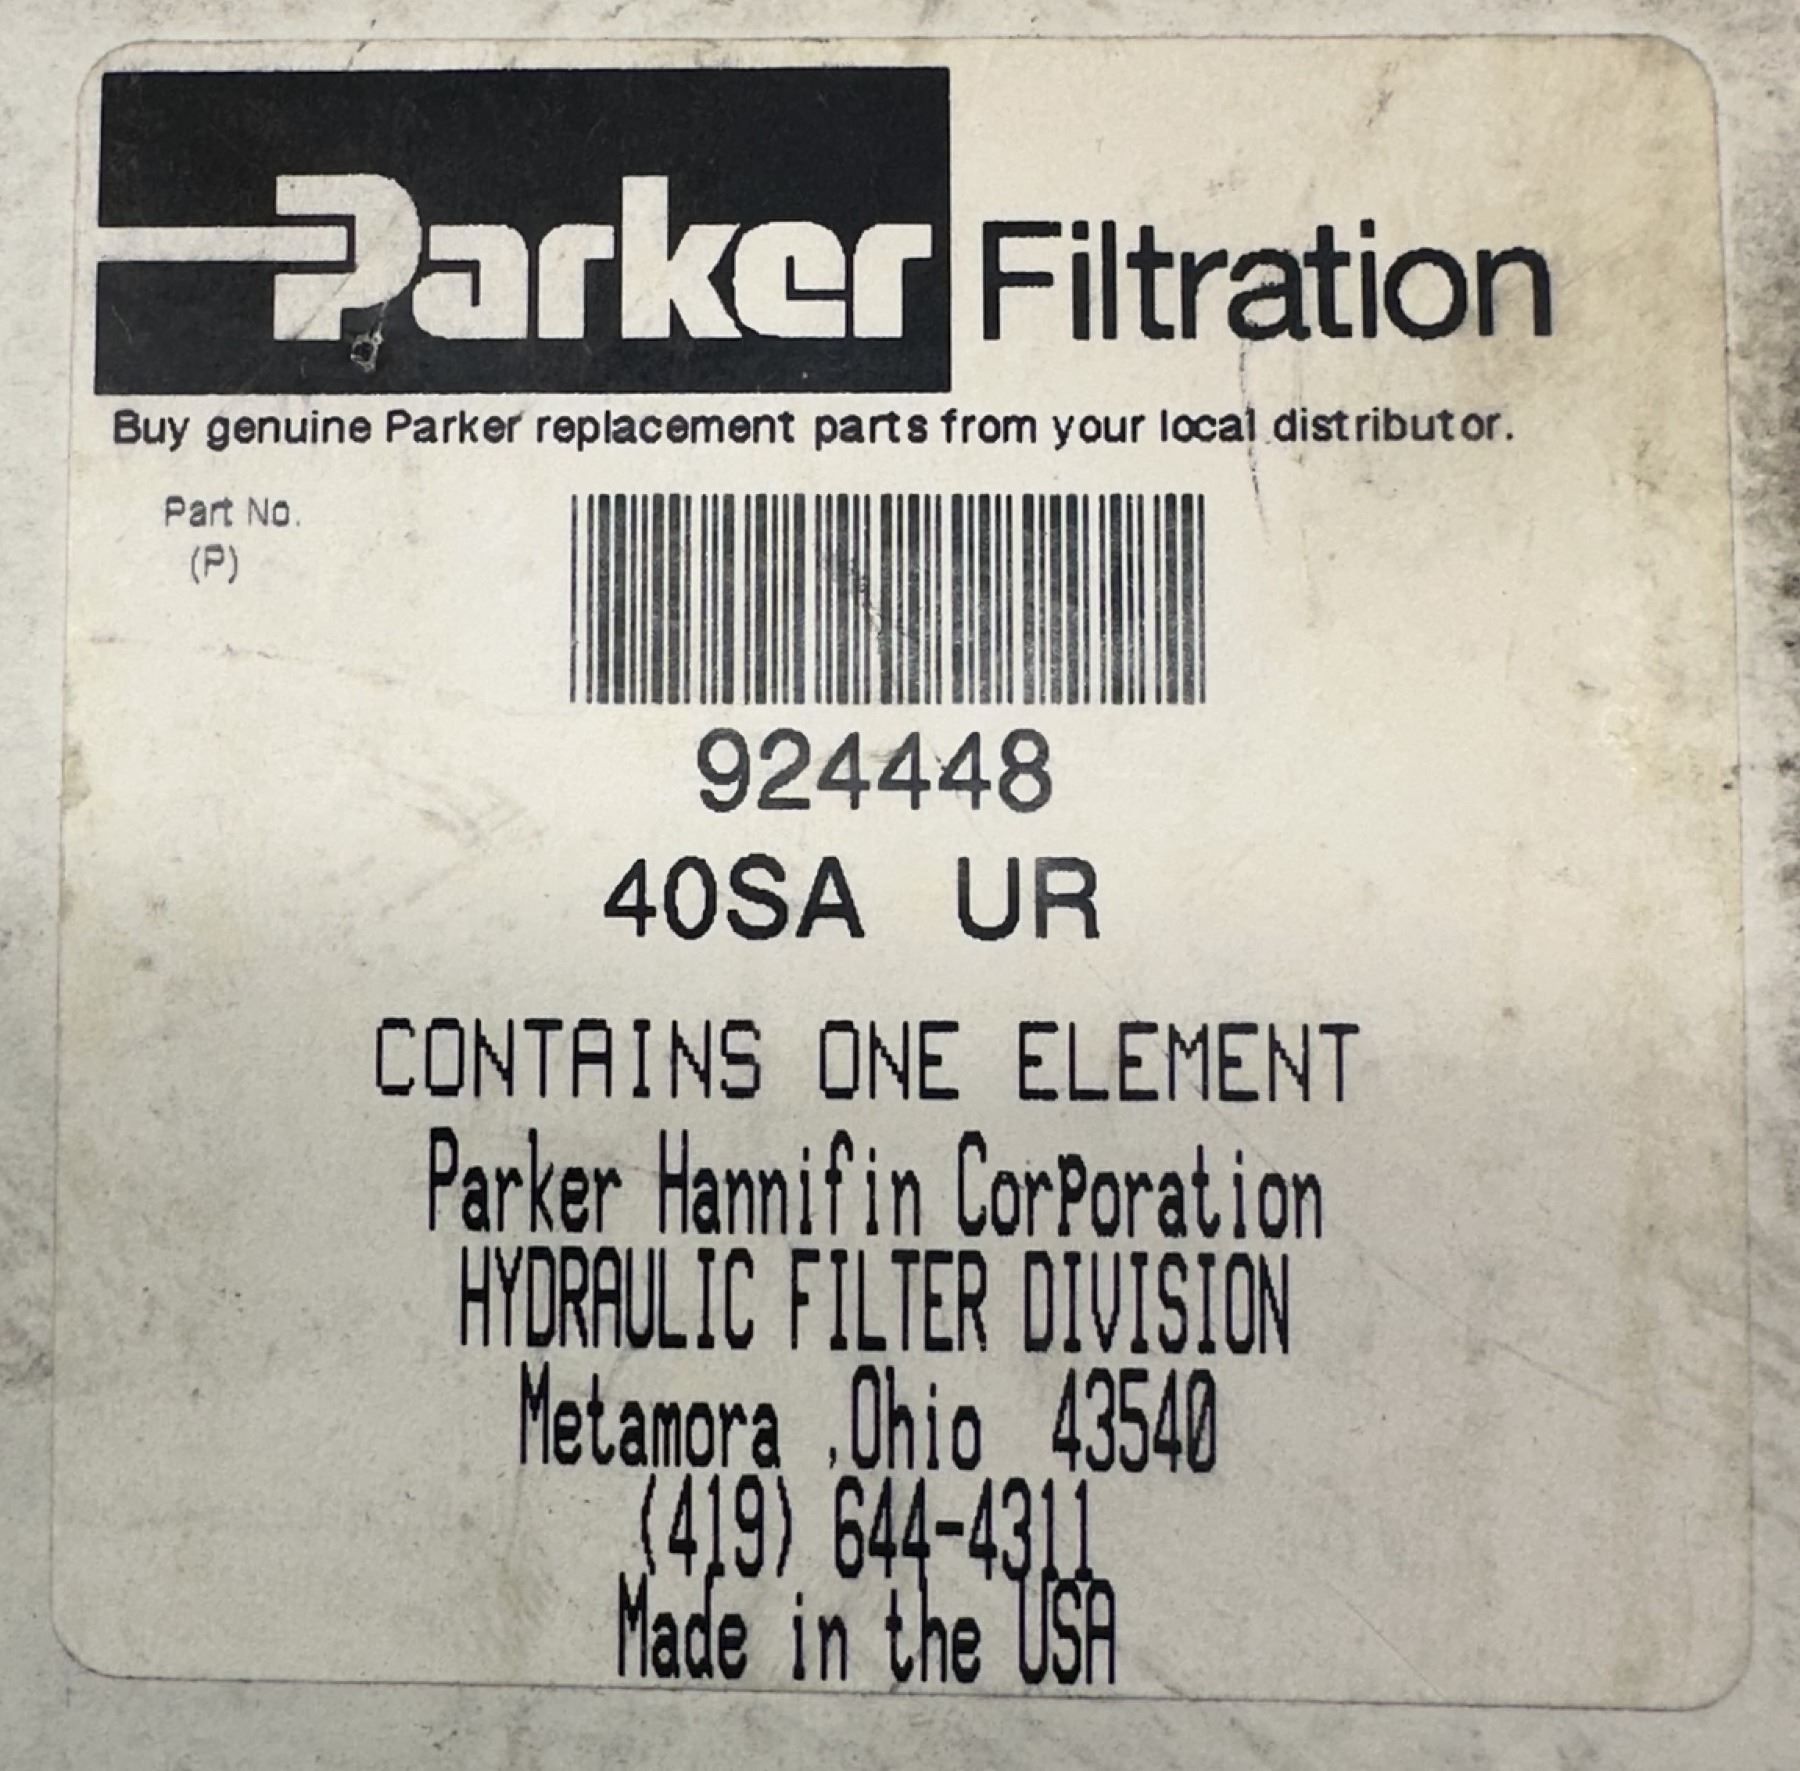 Parker Filtration
Buy genuine Parker replacement parts from your local distributor.
Part No.
(P)
924448
40SA UR
CONTAINS ONE ELEMENT
Parker Hannifin CorPoration
HYDRAULIC FILTER DIVISION
Metamora ,Ohio 43540
(419) 644-4311
Made in the USA